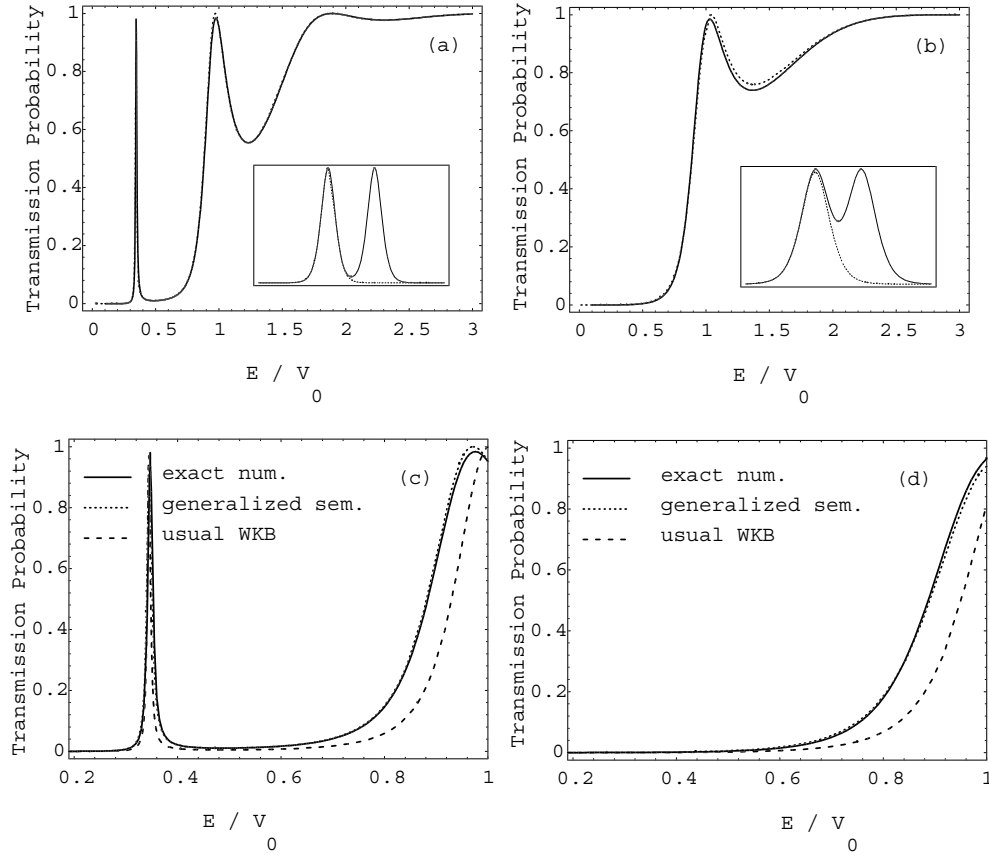 Transmission Probability
1
0.8
0.6
0.4
0.2
0
(a)
0
0.5
1
1.5
2
2.5
3
E / V
0
Transmission Probability
1
0.8
0.6
0.4
0.2
0
(b)
0
0.5
1
1.5
2
2.5
3
E / V
0
Transmission Probability
1
0.8
0.6
0.4
0.2
0
exact num.
generalized sem.
usual WKB
(c)
0.2
0.4
0.6
0.8
1
E / V
0
Transmission Probability
1
0.8
0.6
0.4
0.2
0
exact num.
generalized sem.
usual WKB
(d)
0.2
0.4
0.6
0.8
1
E / V
0